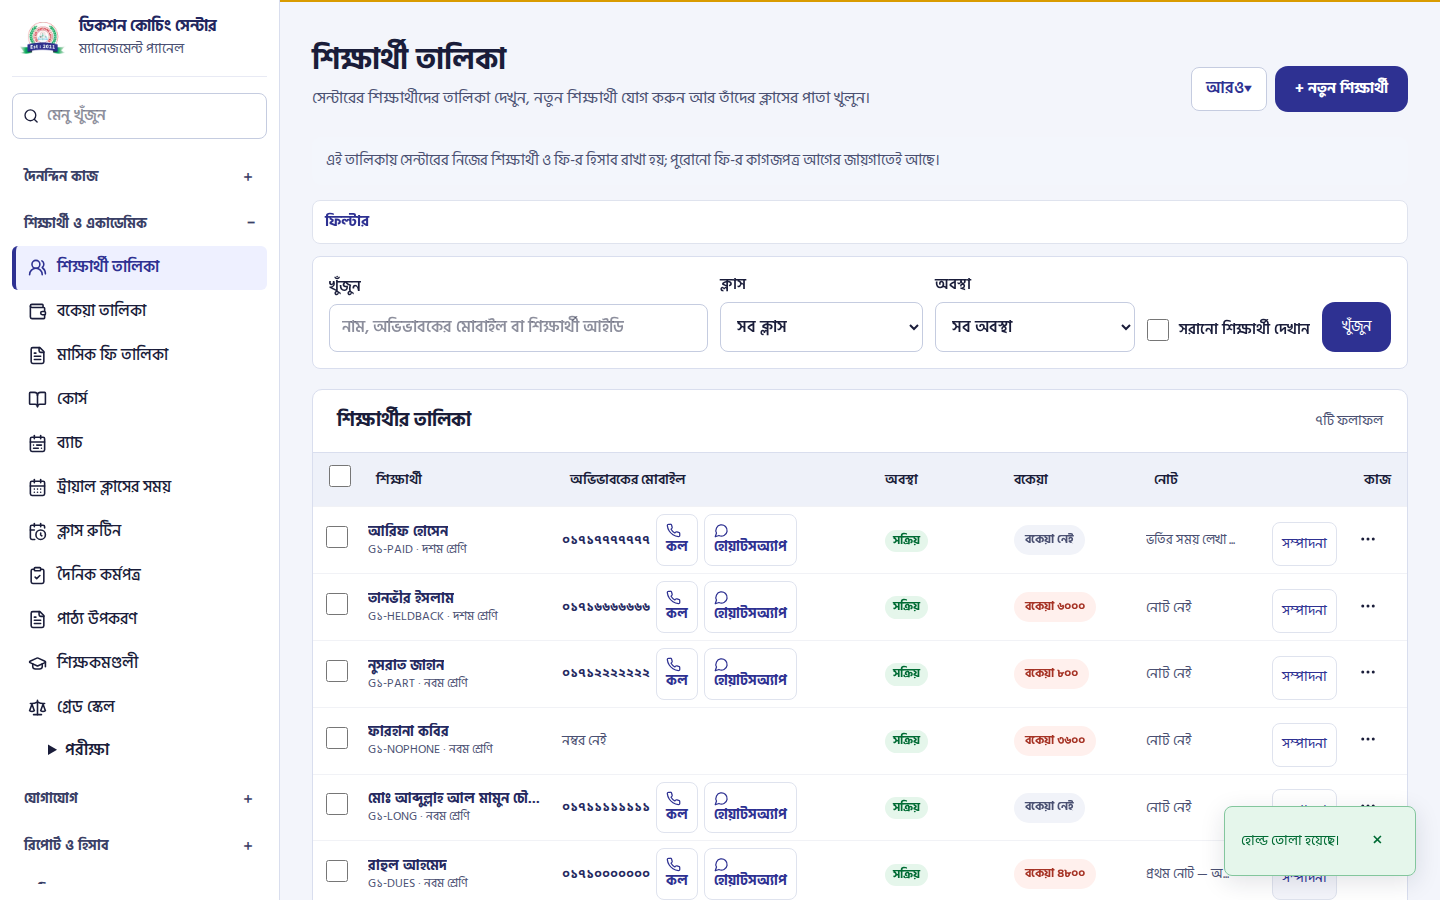 ডিকশন কোচিং সেন্টার
ম্যানেজমেন্ট প্যানেল
Est : 2011
মেনু খুঁজুন
দৈনন্দিন কাজ +
শিক্ষার্থী ও একাডেমিক −
শিক্ষার্থী তালিকা
বকেয়া তালিকা
মাসিক ফি তালিকা
কোর্স
ব্যাচ
ট্রায়াল ক্লাসের সময়
ক্লাস রুটিন
দৈনিক কর্মপত্র
পাঠ্য উপকরণ
শিক্ষকমণ্ডলী
গ্রেড স্কেল
▶ পরীক্ষা
যোগাযোগ +
রিপোর্ট ও হিসাব +
শিক্ষার্থী তালিকা
সেন্টারের শিক্ষার্থীদের তালিকা দেখুন, নতুন শিক্ষার্থী যোগ করুন আর তাঁদের ক্লাসের পাতা খুলুন।
আরও▾
+ নতুন শিক্ষার্থী
এই তালিকায় সেন্টারের নিজের শিক্ষার্থী ও ফি-র হিসাব রাখা হয়; পুরোনো ফি-র কাগজপত্র আগের জায়গাতেই আছে।
ফিল্টার
খুঁজুন
নাম, অভিভাবকের মোবাইল বা শিক্ষার্থী আইডি
ক্লাস
সব ক্লাস
অবস্থা
সব অবস্থা
সরানো শিক্ষার্থী দেখান
খুঁজুন
শিক্ষার্থীর তালিকা
৭টি ফলাফল
শিক্ষার্থী অভিভাবকের মোবাইল অবস্থা বকেয়া নোট কাজ
আরিফ হোসেন
G১-PAID · দশম শ্রেণি
০১৭১৭৭৭৭৭৭৭ কল হোয়াটসঅ্যাপ সক্রিয় বকেয়া নেই ভর্তির সময় লেখা ... সম্পাদনা ...
তানভীর ইসলাম
G১-HELDBACK · দশম শ্রেণি
০১৭১৬৬৬৬৬৬৬ কল হোয়াটসঅ্যাপ সক্রিয় বকেয়া ৬০০০ নোট নেই সম্পাদনা ...
নুসরাত জাহান
G১-PART · নবম শ্রেণি
০১৭১২২২২২২২ কল হোয়াটসঅ্যাপ সক্রিয় বকেয়া ৮০০ নোট নেই সম্পাদনা ...
ফারহানা কবির
G১-NOPHONE · নবম শ্রেণি
নম্বর নেই সক্রিয় বকেয়া ৩৬০০ নোট নেই সম্পাদনা ...
মোঃ আব্দুল্লাহ আল মামুন চৌ...
G১-LONG · নবম শ্রেণি
০১৭১১১১১১১১ কল হোয়াটসঅ্যাপ সক্রিয় বকেয়া নেই নোট নেই
রাহুল আহমেদ
G১-DUES · নবম শ্রেণি
০১৭১০০০০০০০ কল হোয়াটসঅ্যাপ সক্রিয় বকেয়া ৪৮০০ প্রথম নোট — অ... সম্পাদনা
হোল্ড তোলা হয়েছে। ×